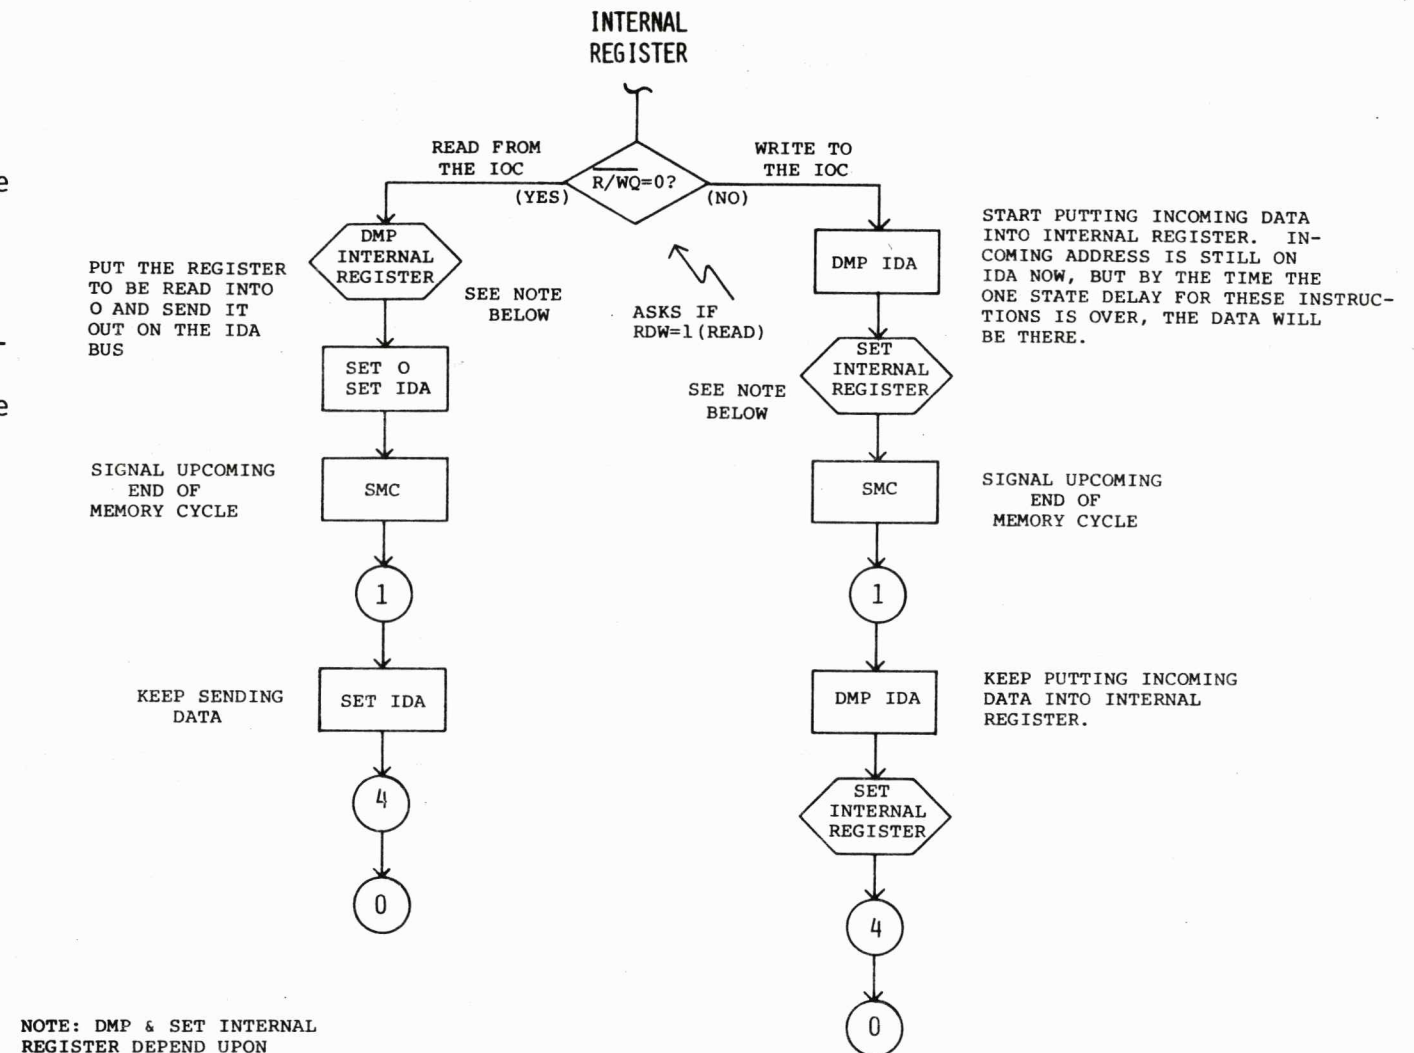 INTERNAL
REGISTER
READ FROM
THE IOC
(YES)
R/WQ=0?
WRITE TO
THE IOC
(NO)
ASKS IF
RDW=1(READ)
PUT THE REGISTER
TO BE READ INTO
O AND SEND IT
OUT ON THE IDA
BUS
DMP
INTERNAL
REGISTER
SEE NOTE
BELOW
SET O
SET IDA
SIGNAL UPCOMING
END OF
MEMORY CYCLE
SMC
1
KEEP SENDING
DATA
SET IDA
4
0
DMP IDA
START PUTTING INCOMING DATA
INTO INTERNAL REGISTER. IN-
COMING ADDRESS IS STILL ON
IDA NOW, BUT BY THE TIME THE
ONE STATE DELAY FOR THESE INSTRUC-
TIONS IS OVER, THE DATA WILL
BE THERE.
SET
INTERNAL
REGISTER
SEE NOTE
BELOW
SMC
SIGNAL UPCOMING
END OF
MEMORY CYCLE
1
DMP IDA
KEEP PUTTING INCOMING
DATA INTO INTERNAL
REGISTER.
SET
INTERNAL
REGISTER
4
0
NOTE: DMP & SET INTERNAL
REGISTER DEPEND UPON
e
-
e